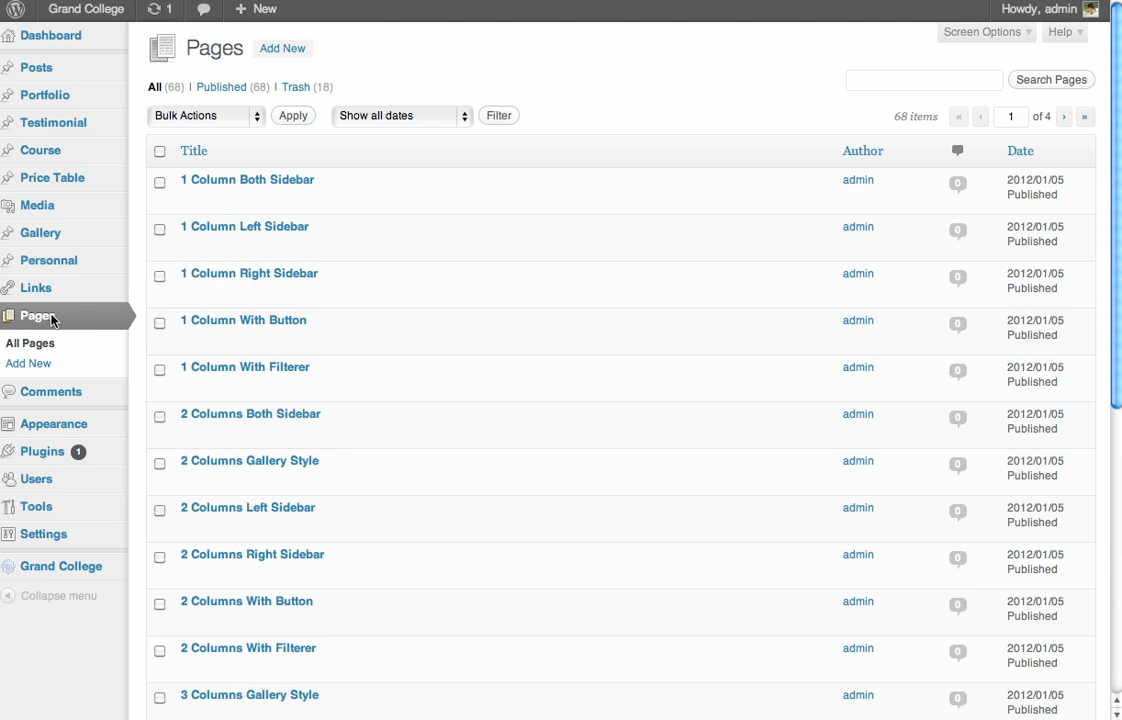 Grand College 1 + New Howdy, admin
Dashboard
Posts
Portfolio
Testimonial
Course
Price Table
Media
Gallery
Personnal
Links
Pages
All Pages
Add New
Comments
Appearance
Plugins 1
Users
Tools
Settings
Grand College
Collapse menu
Screen Options Help
Pages Add New
All (68) | Published (68) | Trash (18)
Search Pages
Bulk Actions Apply Show all dates Filter 68 items « ‹ 1 of 4 › »
Title Author Date
1 Column Both Sidebar admin 0 2012/01/05
Published
1 Column Left Sidebar admin 0 2012/01/05
Published
1 Column Right Sidebar admin 0 2012/01/05
Published
1 Column With Button admin 0 2012/01/05
Published
1 Column With Filterer admin 0 2012/01/05
Published
2 Columns Both Sidebar admin 0 2012/01/05
Published
2 Columns Gallery Style admin 0 2012/01/05
Published
2 Columns Left Sidebar admin 0 2012/01/05
Published
2 Columns Right Sidebar admin 0 2012/01/05
Published
2 Columns With Button admin 0 2012/01/05
Published
2 Columns With Filterer admin 0 2012/01/05
Published
3 Columns Gallery Style admin 0 2012/01/05
Published